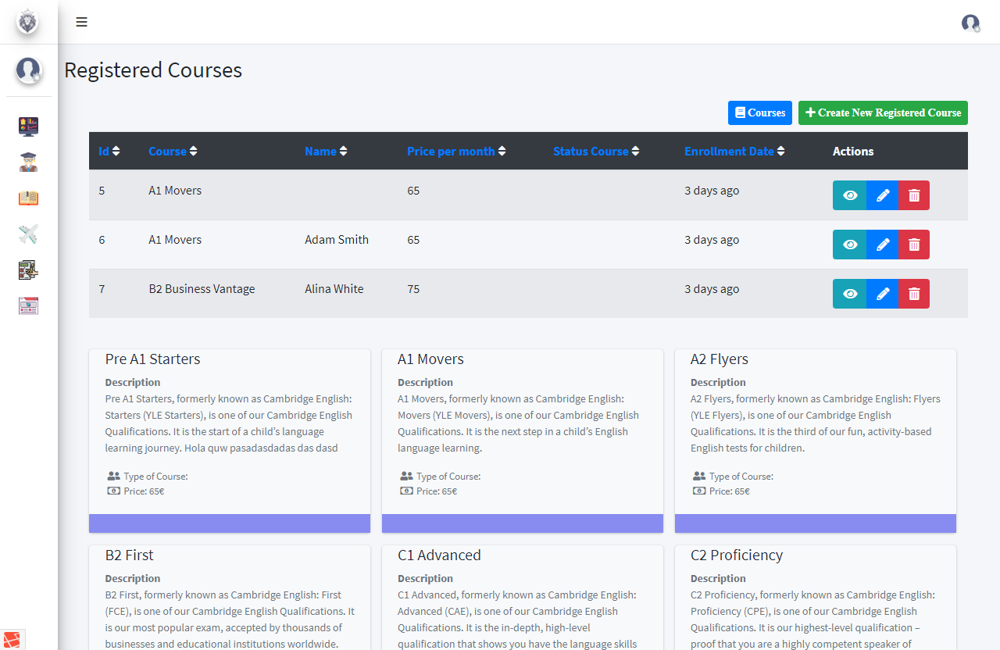 Registered Courses
Courses
Create New Registered Course
Id Course Name Price per month Status Course Enrollment Date Actions
5 A1 Movers 65 3 days ago
6 A1 Movers Adam Smith 65 3 days ago
7 B2 Business Vantage Alina White 75 3 days ago
Pre A1 Starters
Description
Pre A1 Starters, formerly known as Cambridge English:
Starters (YLE Starters), is one of our Cambridge English
Qualifications. It is the start of a child’s language
learning journey. Hola quw pasadasdadas das dasd
Type of Course:
Price: 65€
A1 Movers
Description
A1 Movers, formerly known as Cambridge English:
Movers (YLE Movers), is one of our Cambridge English
Qualifications. It is the next step in a child’s English
language learning.
Type of Course:
Price: 65€
A2 Flyers
Description
A2 Flyers, formerly known as Cambridge English: Flyers
(YLE Flyers), is one of our Cambridge English
Qualifications. It is the third of our fun, activity-based
English tests for children.
Type of Course:
Price: 65€
B2 First
Description
B2 First, formerly known as Cambridge English: First
(FCE), is one of our Cambridge English Qualifications. It
is our most popular exam, accepted by thousands of
businesses and educational institutions worldwide.
C1 Advanced
Description
C1 Advanced, formerly known as Cambridge English:
Advanced (CAE), is one of our Cambridge English
Qualifications. It is the in-depth, high-level
qualification that shows you have the language skills
C2 Proficiency
Description
C2 Proficiency, formerly known as Cambridge English:
Proficiency (CPE), is one of our Cambridge English
Qualifications. It is our highest-level qualification –
proof that you are a highly competent speaker of